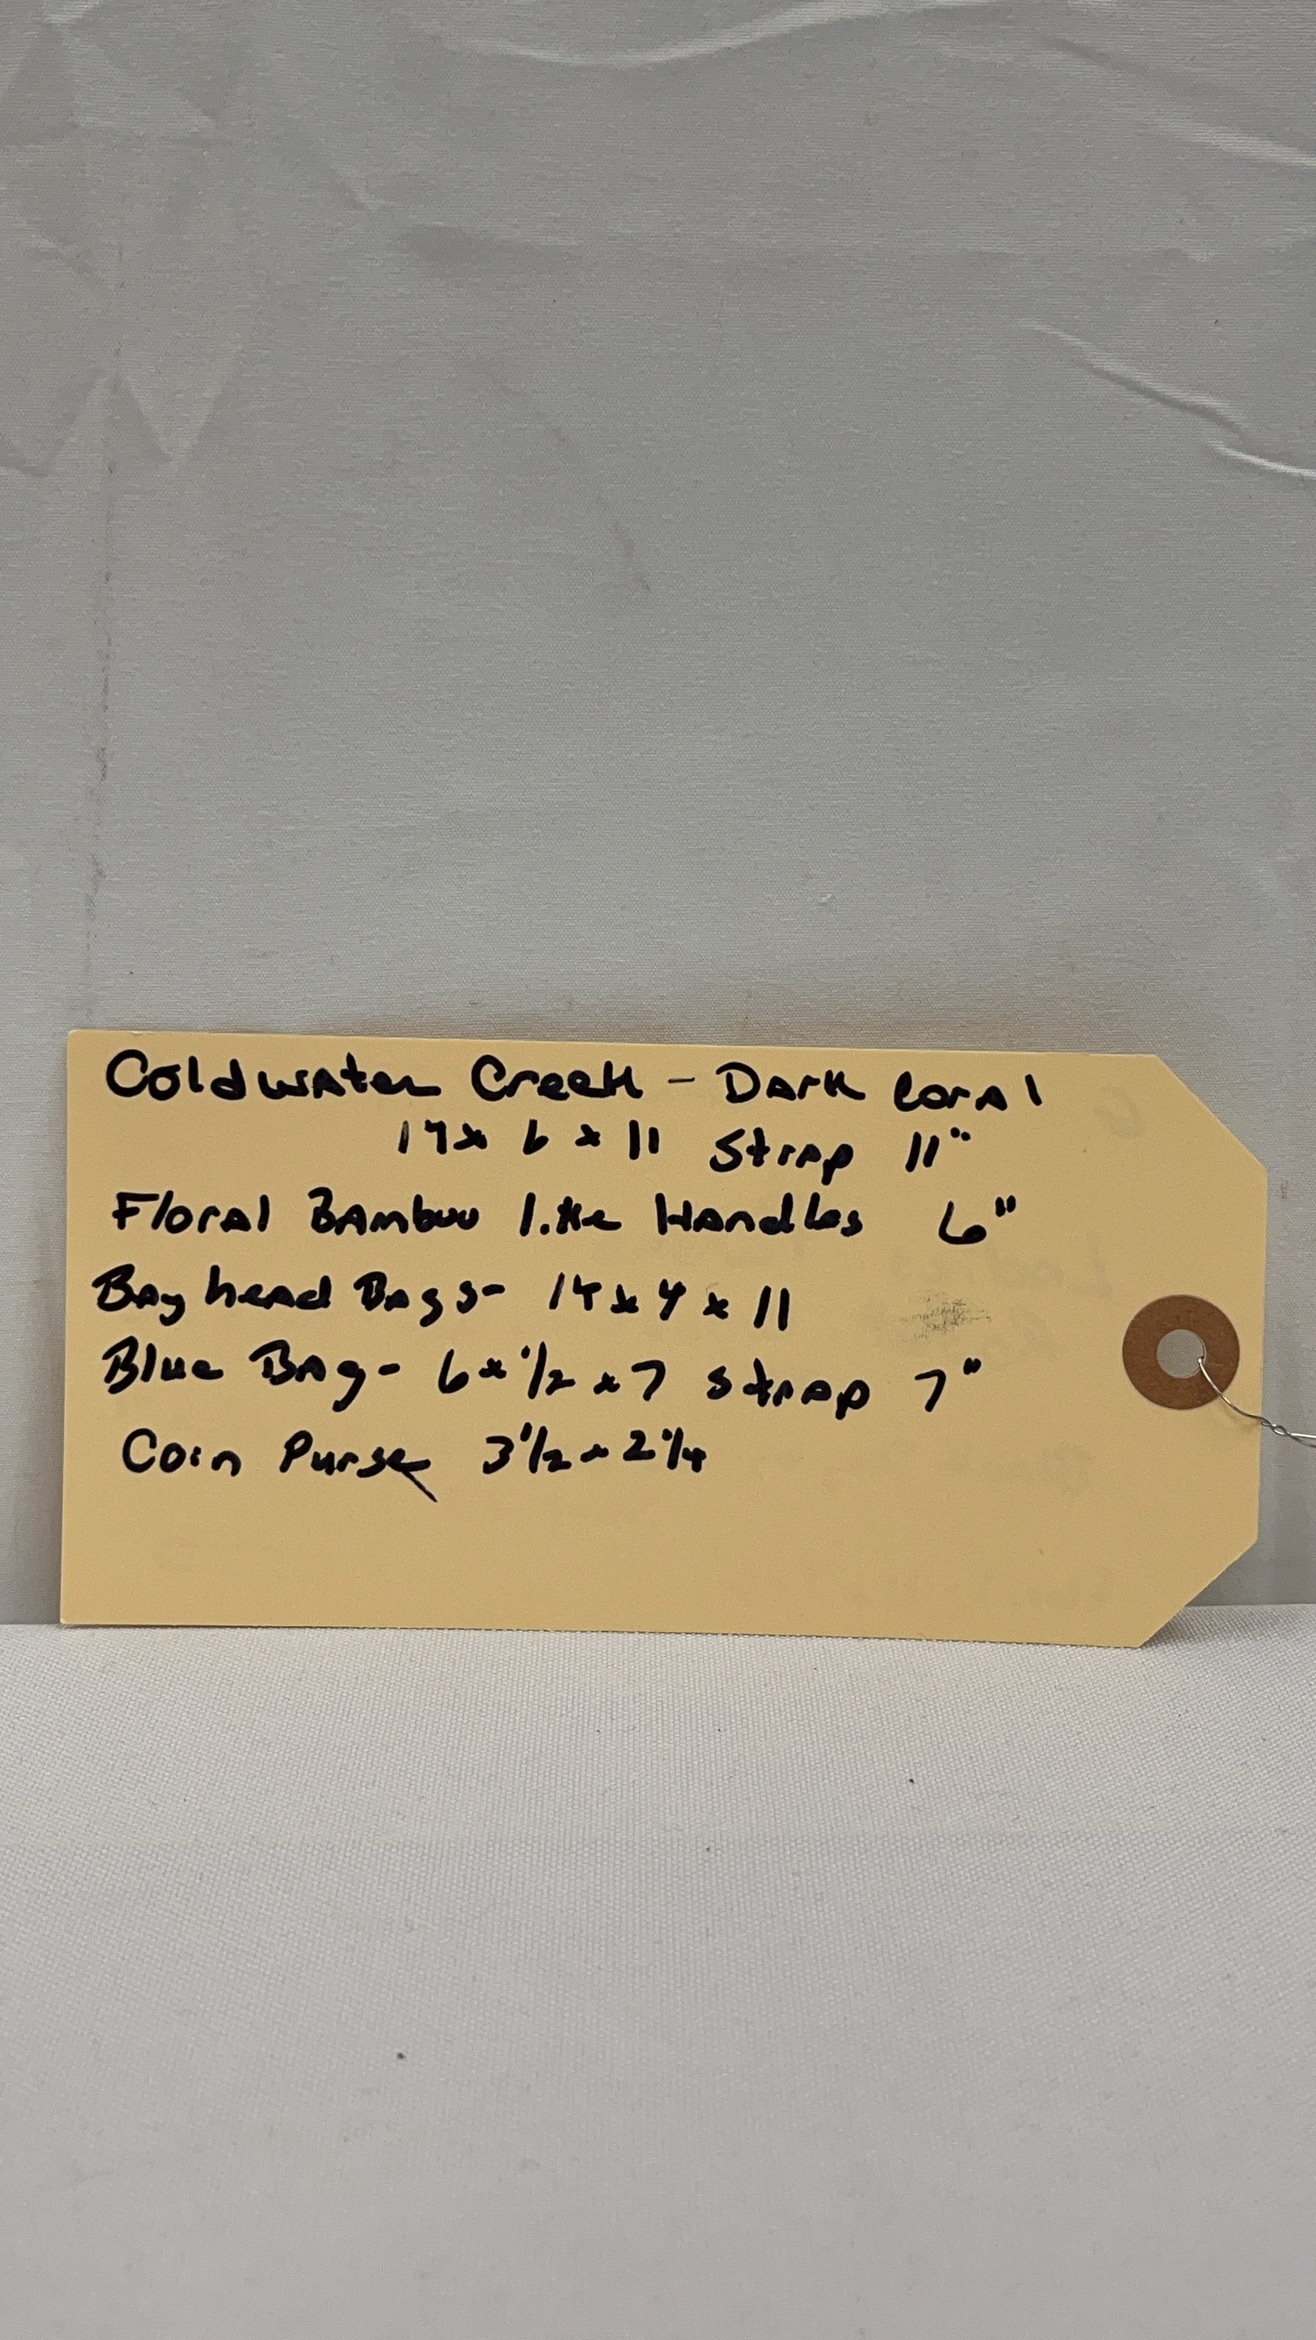 Coldwater Creek - Dark Coral
14 x 6 x 11 Strap 11"
Floral Bamboo like Handles 6"
Bay head Bags- 14 x 4 x 11
Blue Bag- 6 x 1/2 x 7 strap 7"
Coin Purse 3 1/2 x 2 1/4